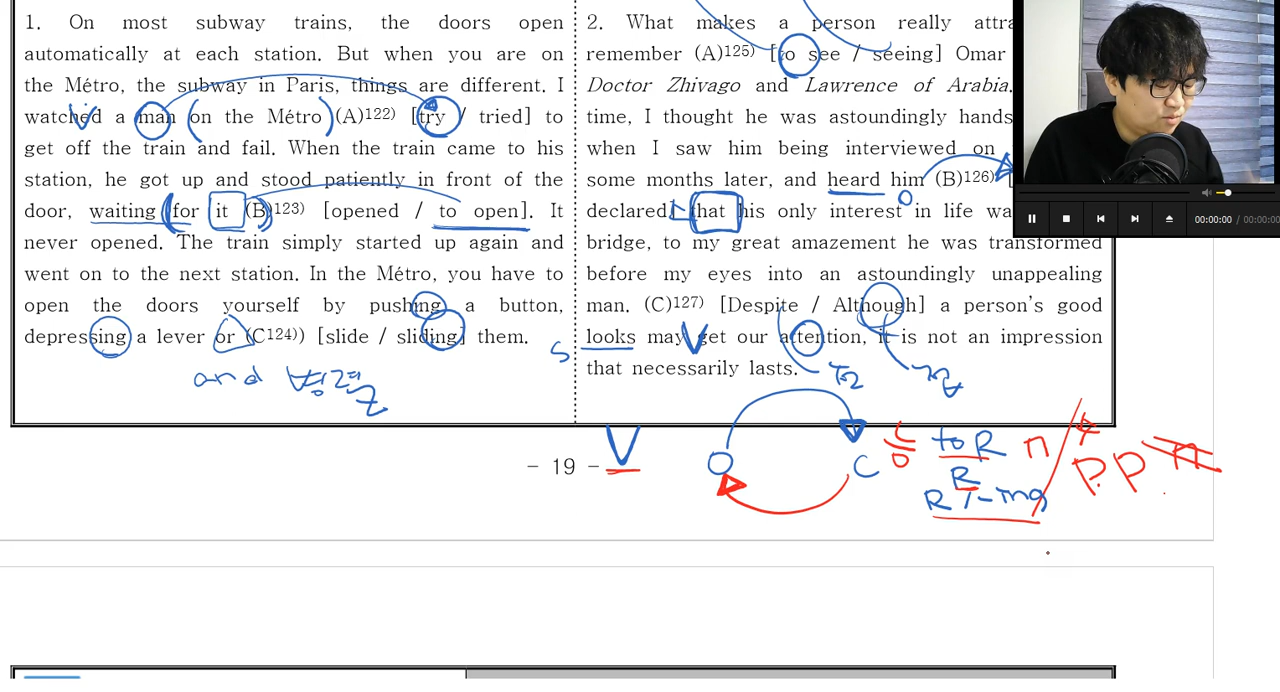 1. On most subway trains, the doors open
automatically at each station. But when you are on
the Métro, the subway in Paris, things are different. I
watched a man on the Métro (A)122) [try / tried] to
get off the train and fail. When the train came to his
station, he got up and stood patiently in front of the
door, waiting for it (B)123) [opened / to open]. It
never opened. The train simply started up again and
went on to the next station. In the Métro, you have to
open the doors yourself by pushing a button,
depressing a lever or (C124)) [slide / sliding] them.
and
2. What makes a person really attra
remember (A)125) [to see / seeing] Omar
Doctor Zhivago and Lawrence of Arabia.
time, I thought he was astoundingly hands
when I saw him being interviewed on
some months later, and heard him (B)126) [
declared that his only interest in life wa
bridge, to my great amazement he was transformed
before my eyes into an astoundingly unappealing
man. (C)127) [Despite / Although] a person's good
looks may get our attention, it is not an impression
that necessarily lasts.
S
V
V
O
- 19 - V O C to R
R
R / -ing
P.P
00:00:00 / 00:00:0